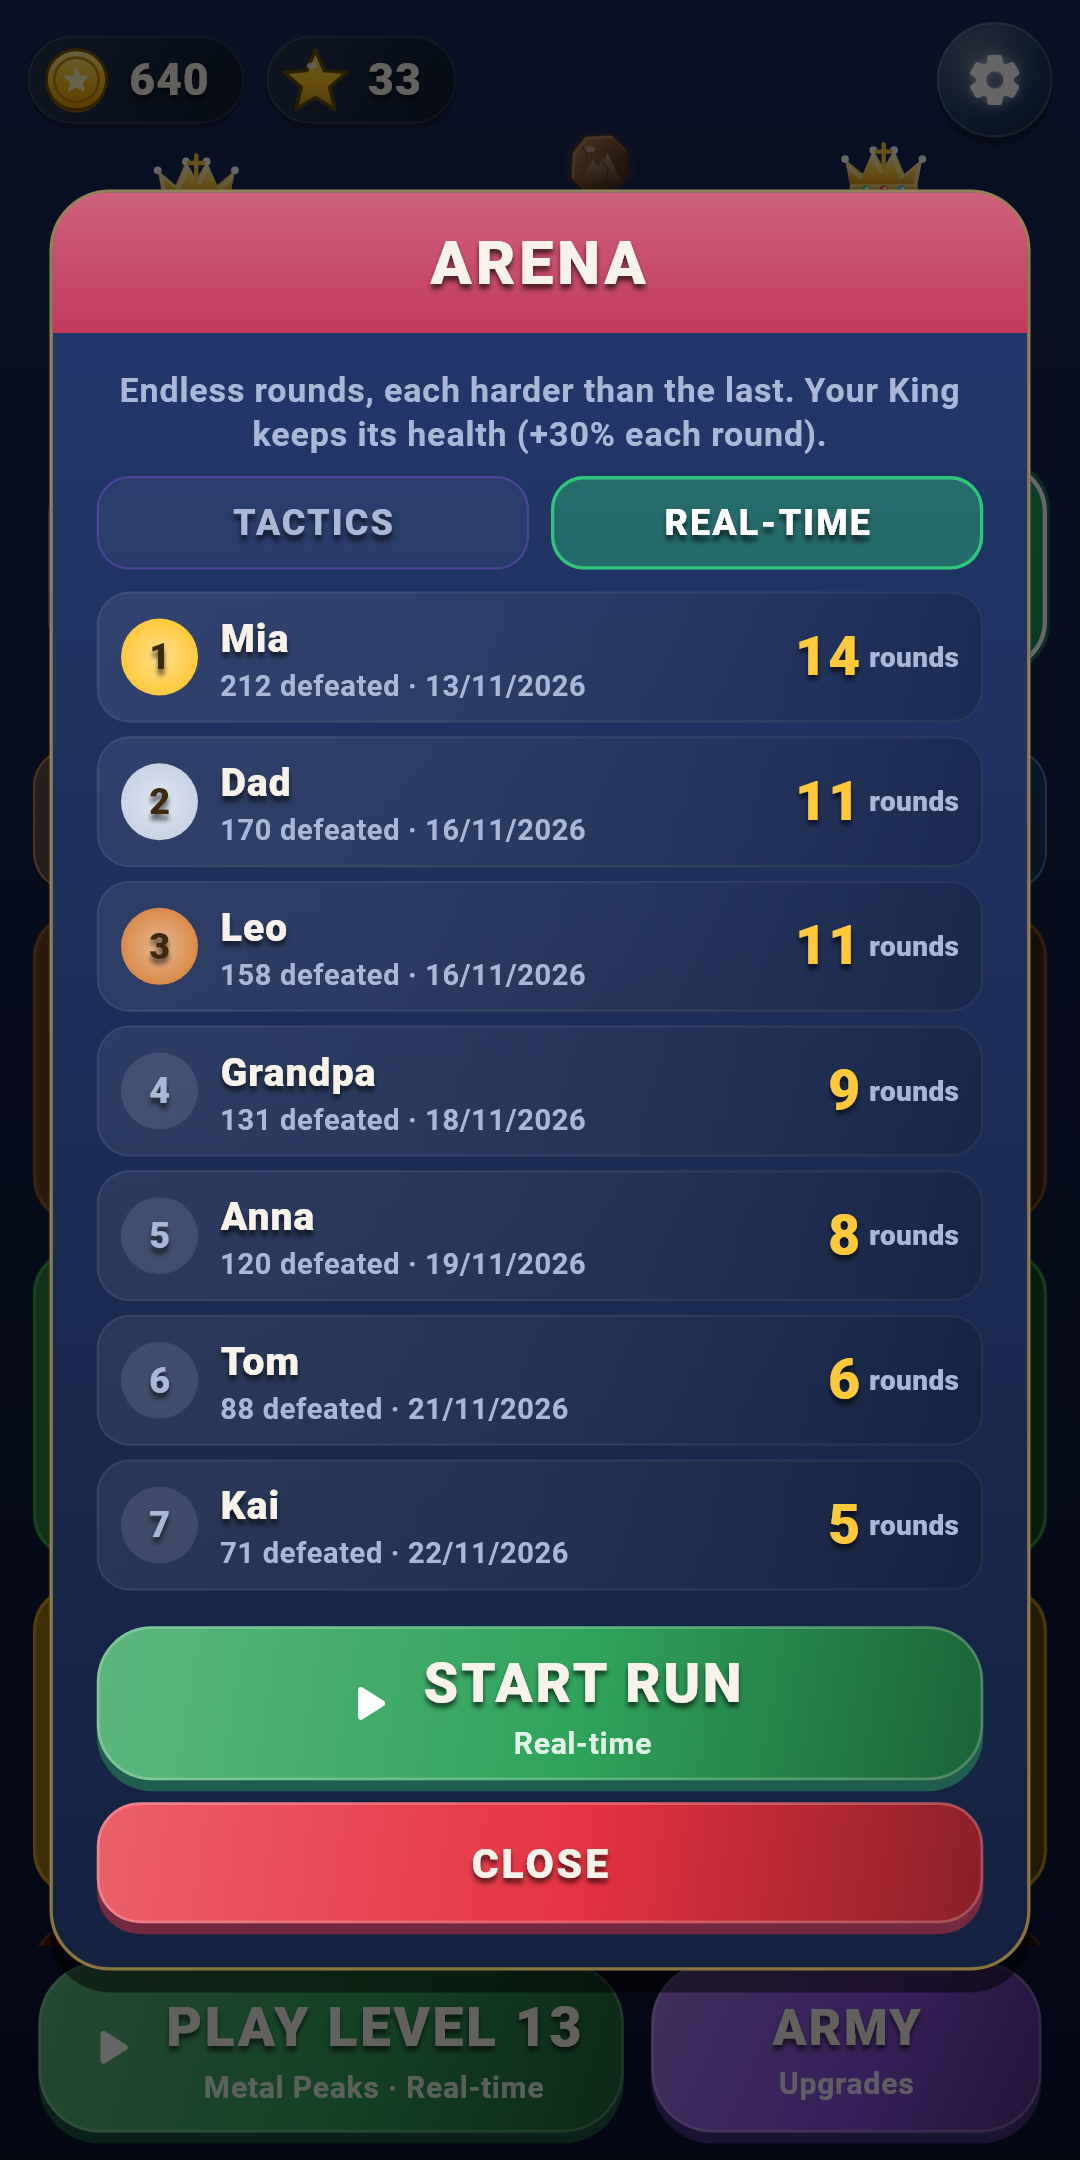 640
33
ARENA
Endless rounds, each harder than the last. Your King
keeps its health (+30% each round).
TACTICS
REAL-TIME
1
Mia
212 defeated · 13/11/2026
14 rounds
2
Dad
170 defeated · 16/11/2026
11 rounds
3
Leo
158 defeated · 16/11/2026
11 rounds
4
Grandpa
131 defeated · 18/11/2026
9 rounds
5
Anna
120 defeated · 19/11/2026
8 rounds
6
Tom
88 defeated · 21/11/2026
6 rounds
7
Kai
71 defeated · 22/11/2026
5 rounds
START RUN
Real-time
CLOSE
PLAY LEVEL 13
Metal Peaks · Real-time
ARMY
Upgrades